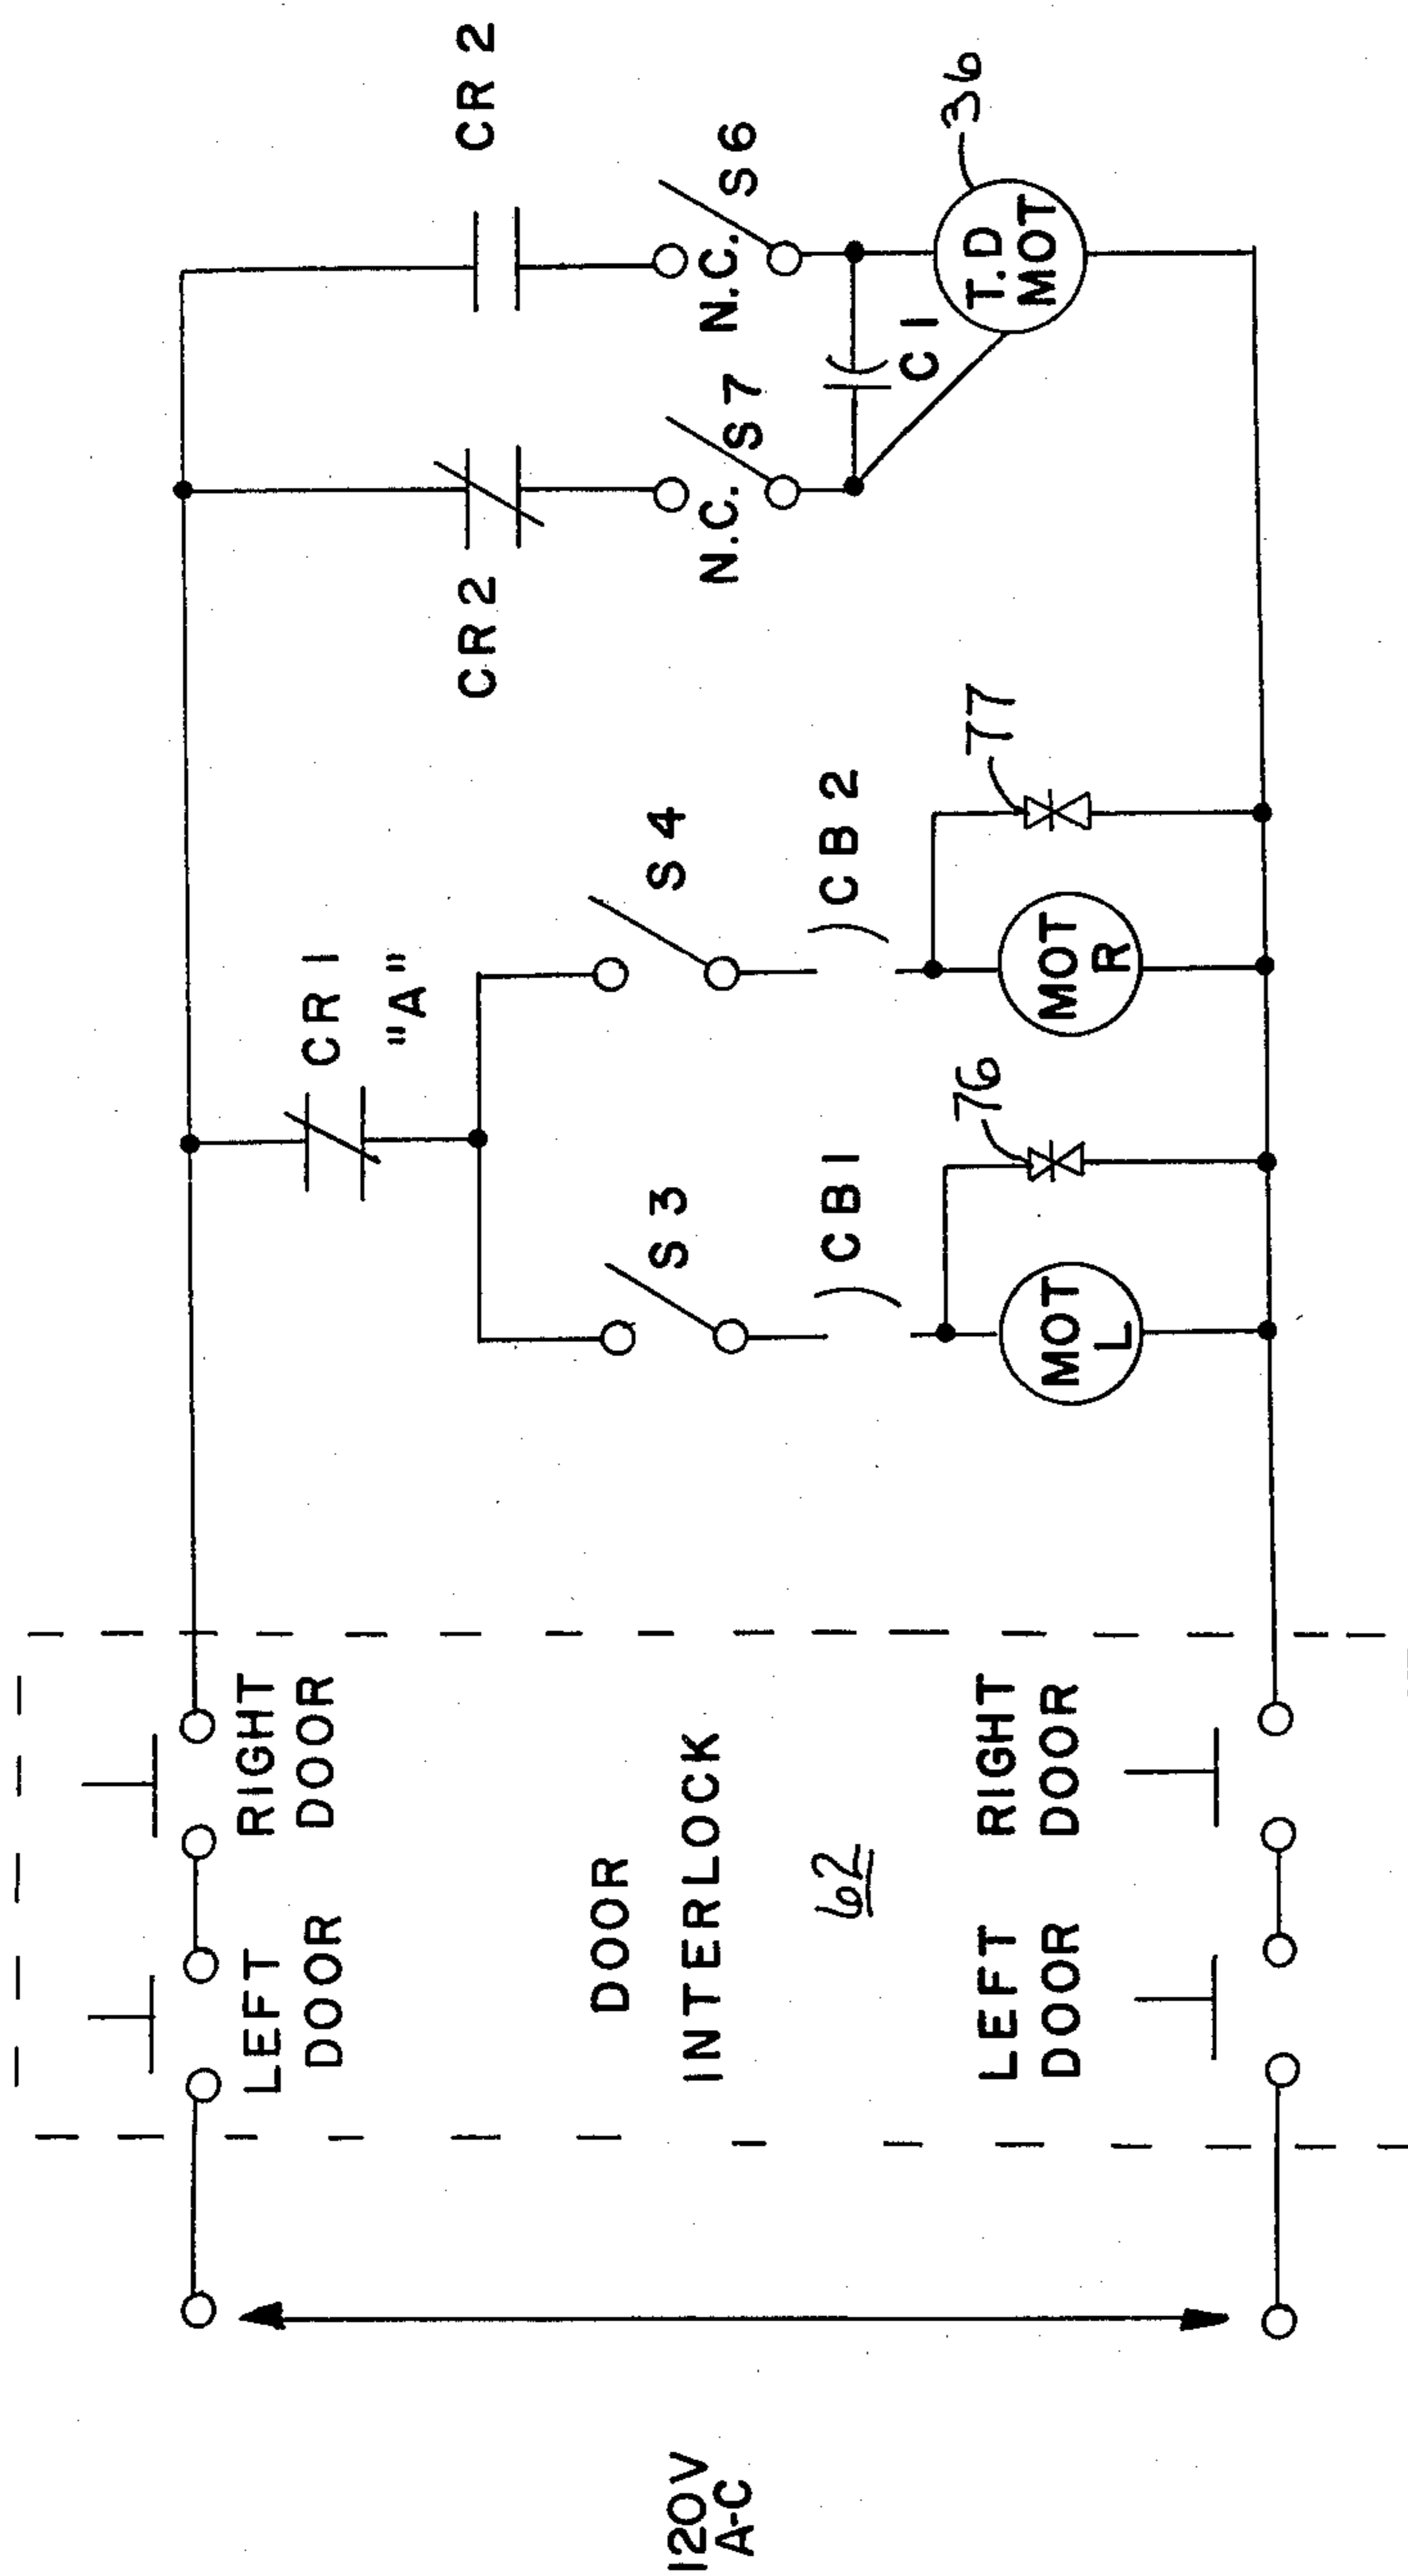 120V
A-C
LEFT
DOOR
RIGHT
DOOR
DOOR
INTERLOCK
62
LEFT
DOOR
RIGHT
DOOR
CR 1
"A"
S 3
S 4
CB 1
CB 2
76
77
MOT
L
MOT
R
CR 2
CR 2
N.C.
S 7
N.C.
S 6
C 1
T.D
MOT
36